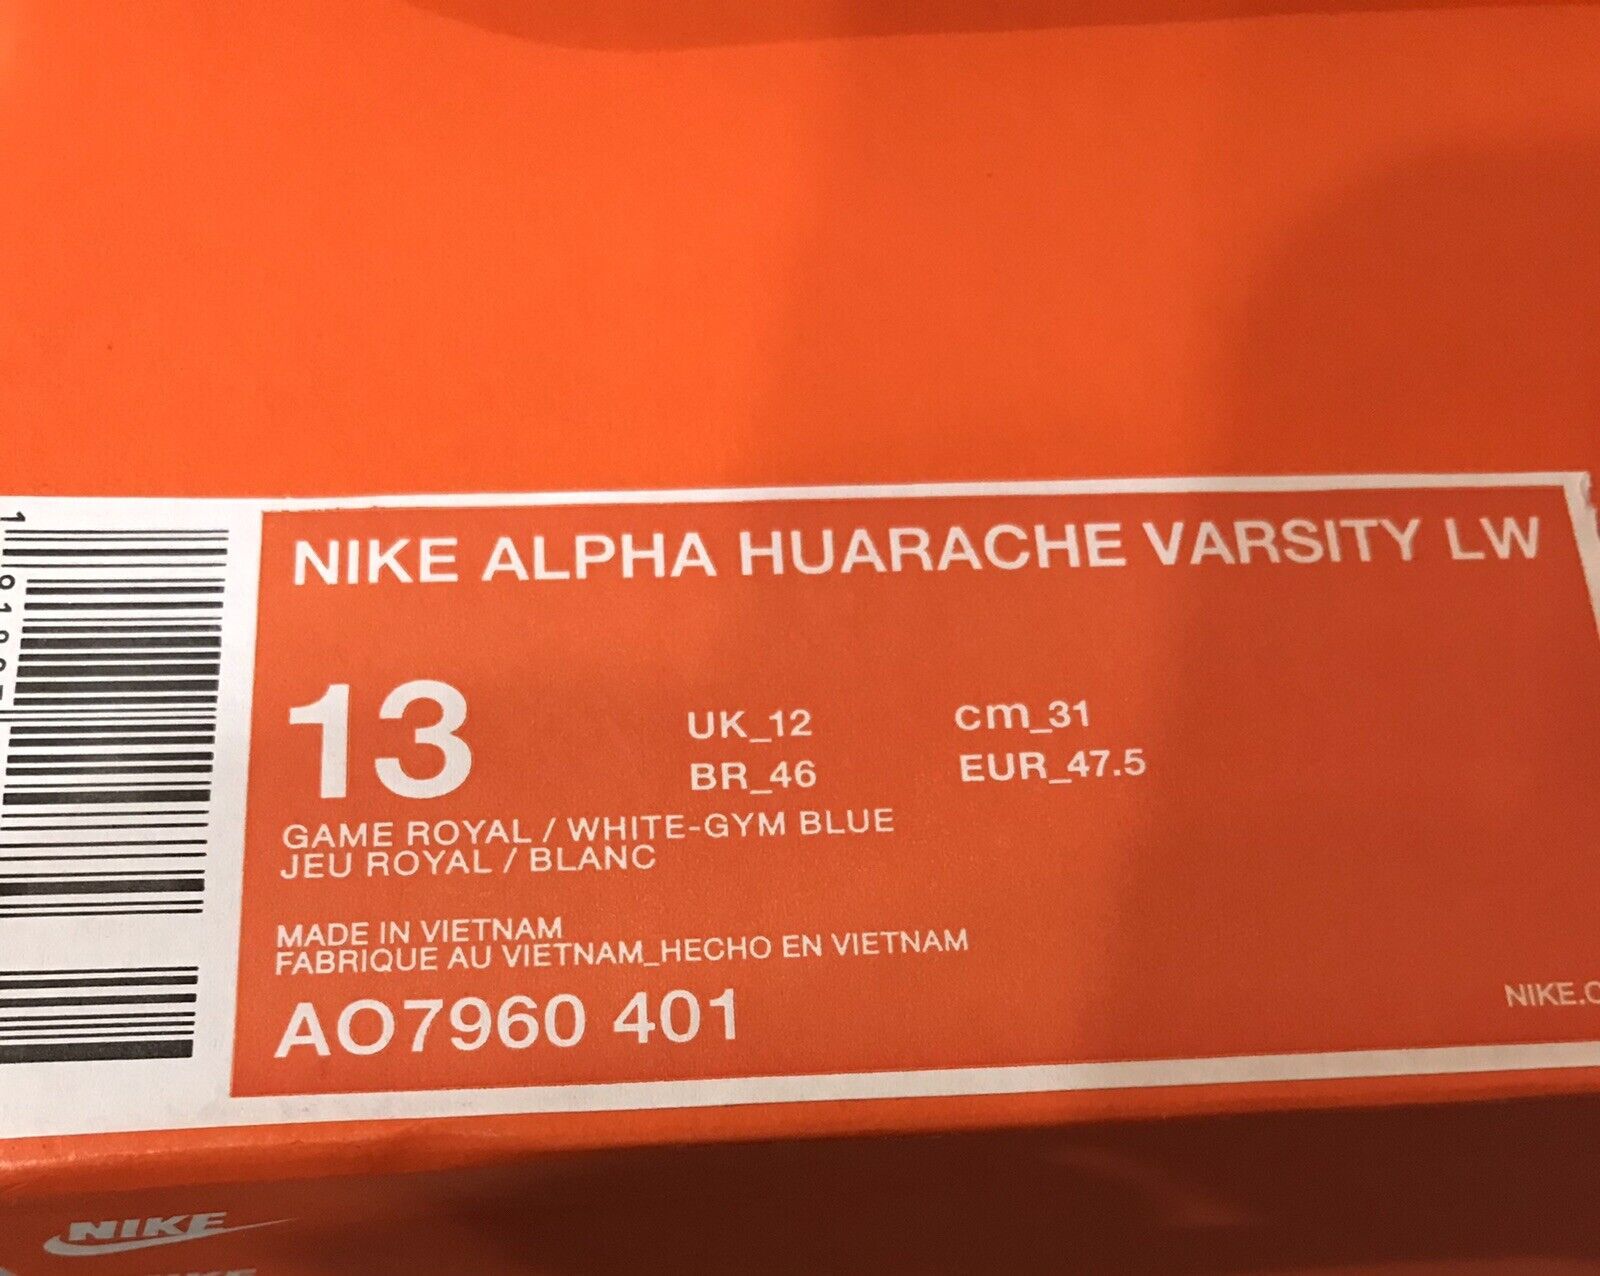 NIKE ALPHA HUARACHE VARSITY LW
13
UK_12 cm_31
BR_46 EUR_47.5
GAME ROYAL / WHITE-GYM BLUE
JEU ROYAL / BLANC
MADE IN VIETNAM
FABRIQUE AU VIETNAM_HECHO EN VIETNAM
AO7960 401
NIKE.C
NIKE